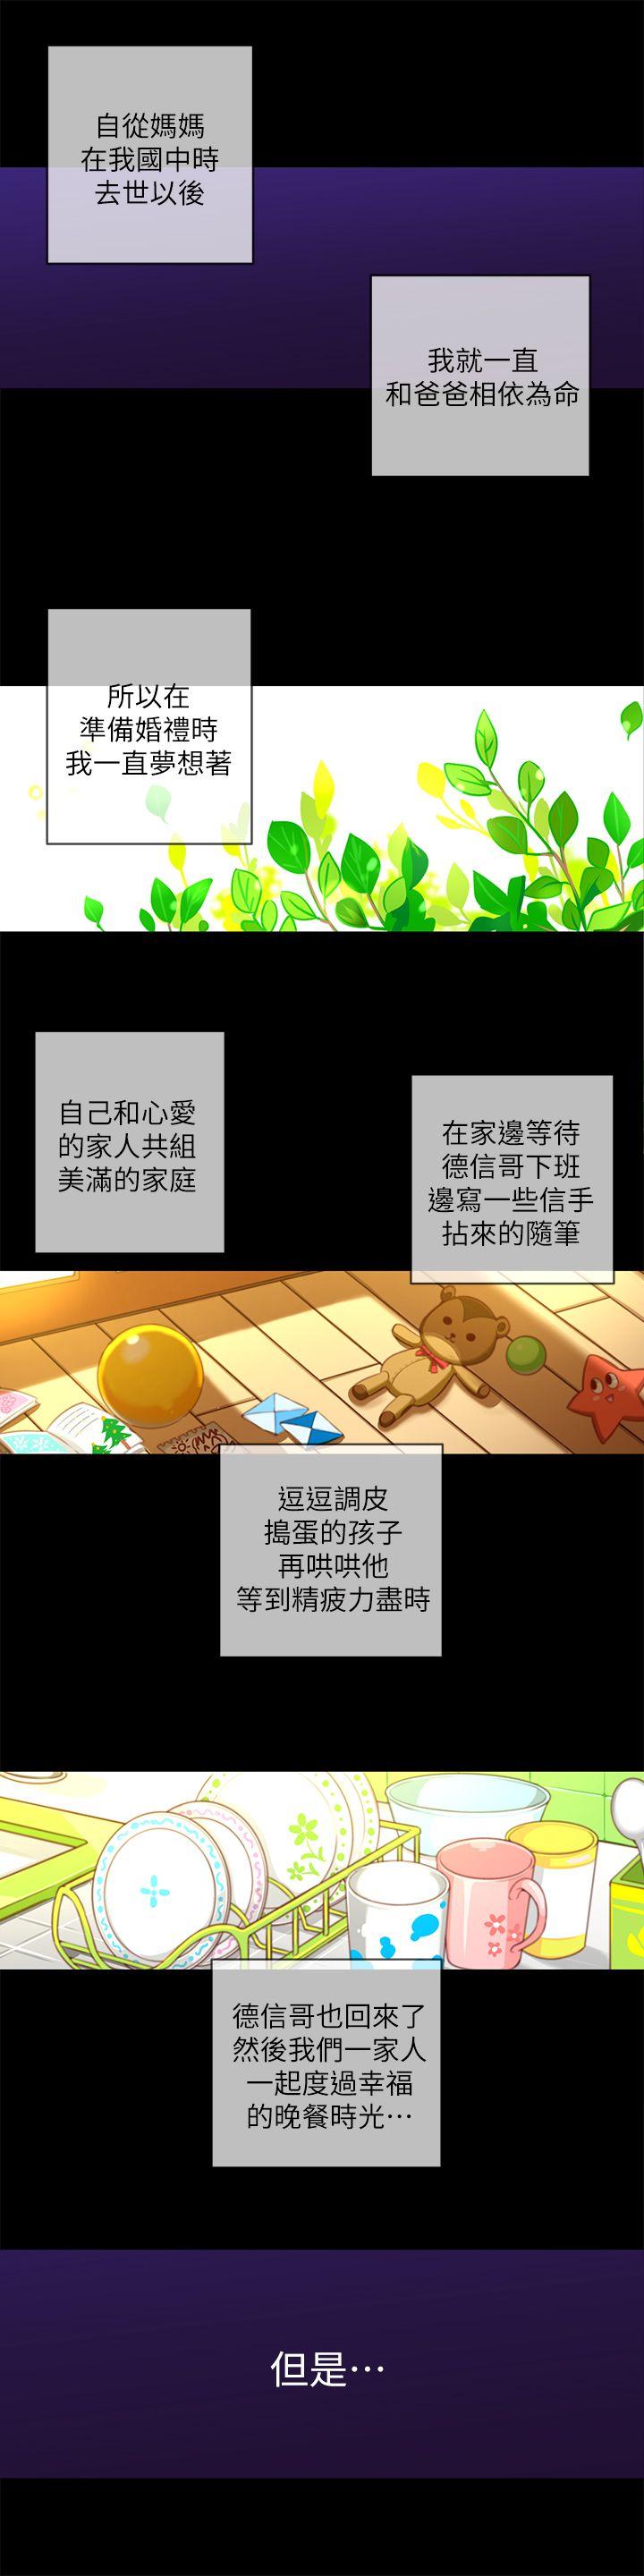 自從媽媽
在我國中時
去世以後
我就一直
和爸爸相依為命
所以在
準備婚禮時
我一直夢想著
自己和心愛
的家人共組
美滿的家庭
在家邊等待
德信哥下班
邊寫一些信手
拈來的隨筆
逗逗調皮
搗蛋的孩子
再哄哄他
等到精疲力盡時
德信哥也回來了
然後我們一家人
一起度過幸福
的晚餐時光…
但是…